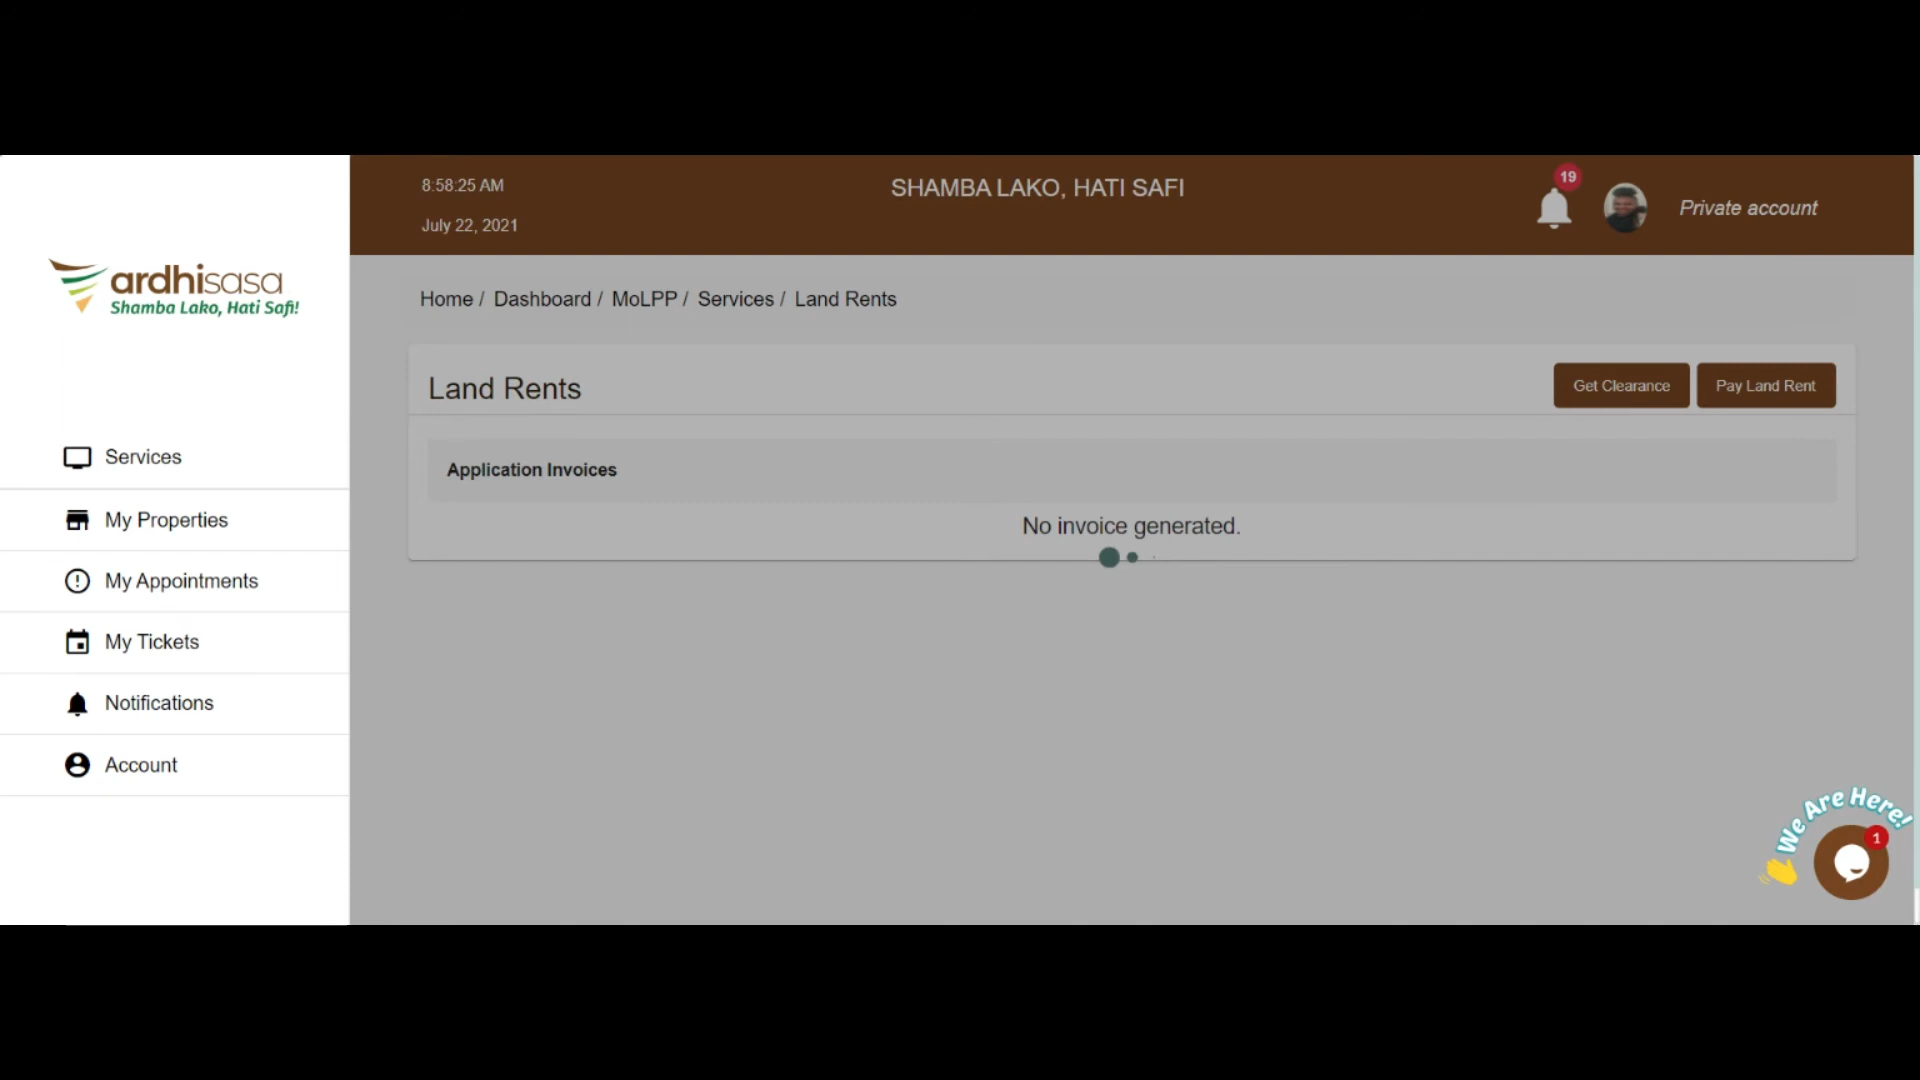 8:58:25 AM
July 22, 2021
SHAMBA LAKO, HATI SAFI
19
Private account
ardhisasa
Shamba Lako, Hati Safi!
Services
My Properties
My Appointments
My Tickets
Notifications
Account
Home / Dashboard / MoLPP / Services / Land Rents
Land Rents
Get Clearance
Pay Land Rent
Application Invoices
No invoice generated.
We Are Here!
1